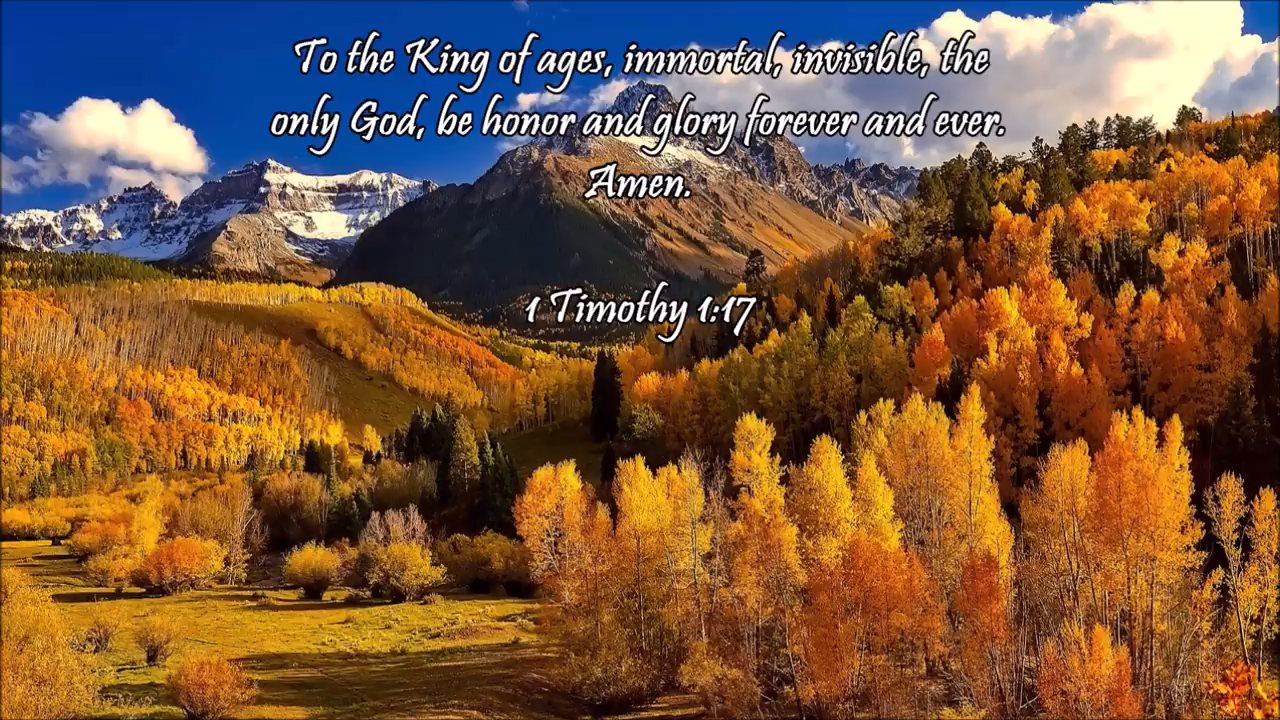 To the King of ages, immortal, invisible, the
only God, be honor and glory forever and ever.
Amen.
1 Timothy 1:17